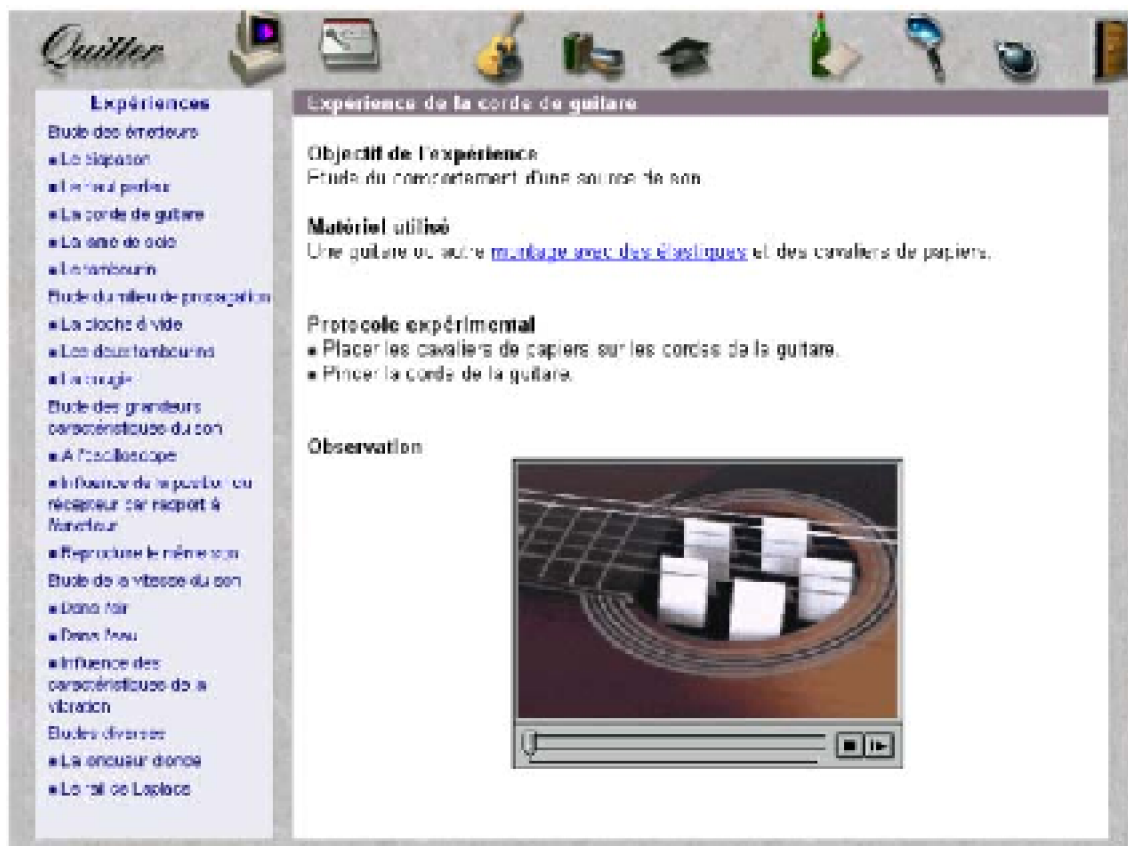 Quitter
Expériences
Etude des émetteurs
Le diapason
Le haut parleur
La corde de guitare
La lame de scie
Le tambourin
Etude du milieu de propagation
La cloche à vide
Les deux tambourins
La bougie
Etude des grandeurs
caractéristiques du son
A l'oscilloscope
Influence de la position du
récepteur par rapport à
l'émetteur
Reproduire le même son
Etude de la vitesse du son
Dans l'air
Dans l'eau
Influence des
caractéristiques de la
vibration
Etudes diverses
La longueur d'onde
Le rail de Laplace
Expérience de la corde de guitare
Objectif de l'expérience
Etude du comportement d'une source de son
Matériel utilisé
Une guitare ou autre montage avec des élastiques et des cavaliers de papiers.
Protocole expérimental
Placer les cavaliers de papiers sur les cordes de la guitare.
Pincer la corde de la guitare.
Observation